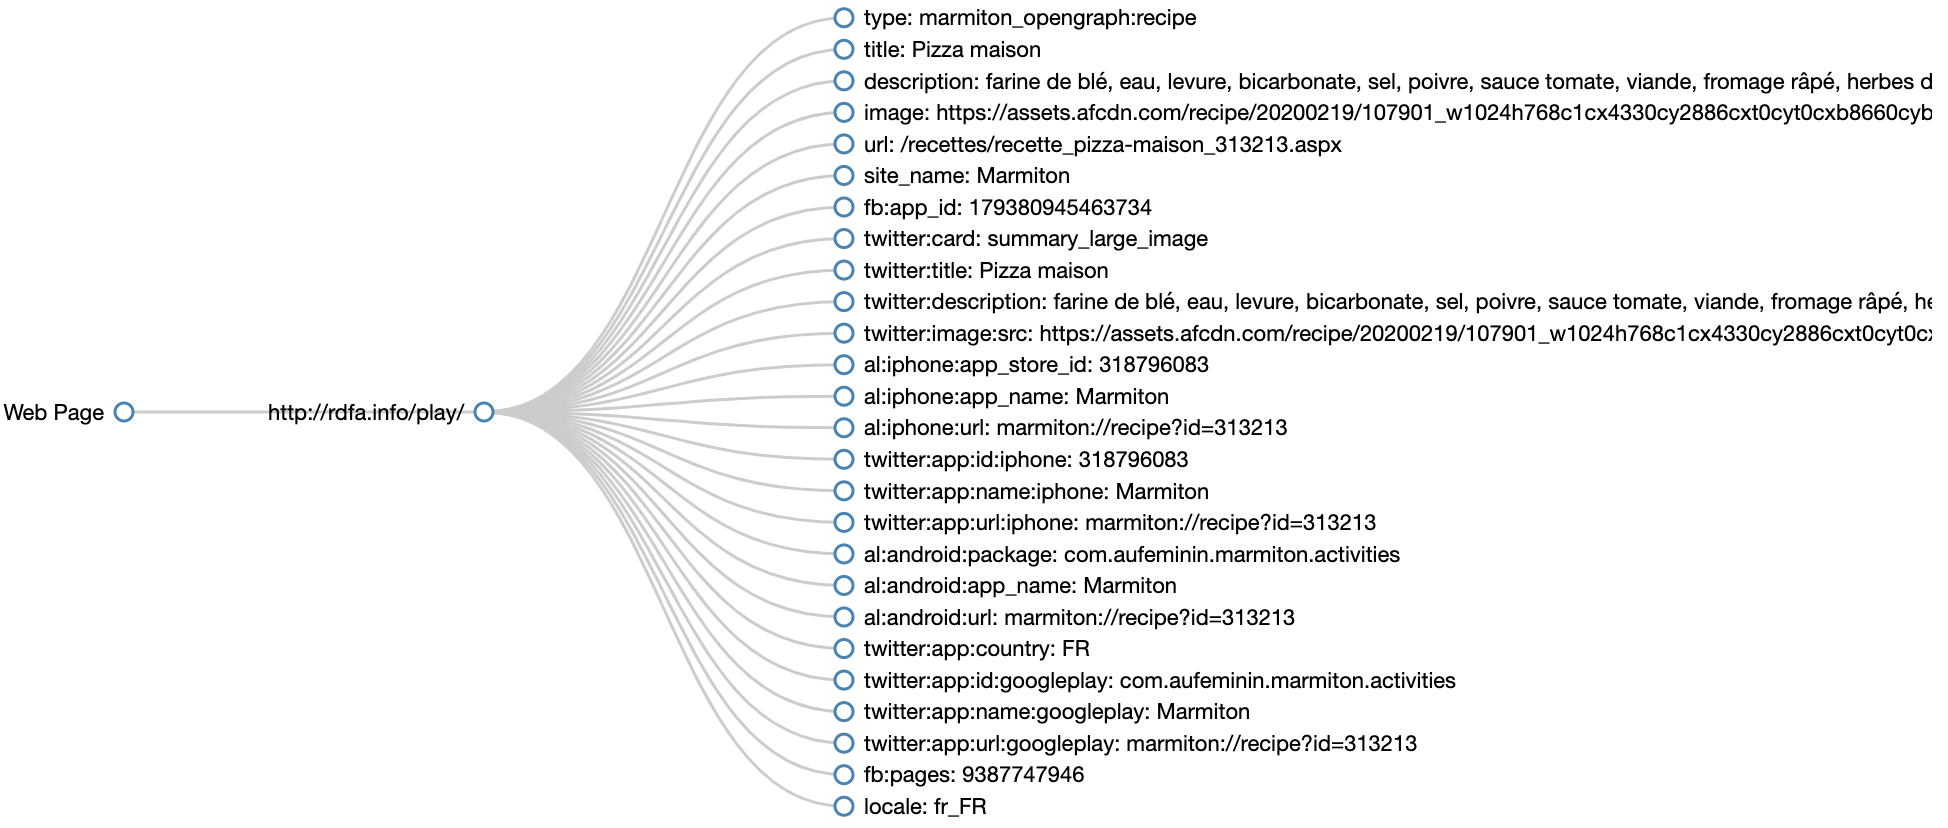 type: marmiton_opengraph:recipe
title: Pizza maison
description: farine de blé, eau, levure, bicarbonate, sel, poivre, sauce tomate, viande, fromage râpé, herbes d
image: https://assets.afcdn.com/recipe/20200219/107901_w1024h768c1cx4330cy2886cxt0cyt0cxb8660cyb
url: /recettes/recette_pizza-maison_313213.aspx
site_name: Marmiton
fb:app_id: 179380945463734
twitter:card: summary_large_image
twitter:title: Pizza maison
twitter:description: farine de blé, eau, levure, bicarbonate, sel, poivre, sauce tomate, viande, fromage râpé, he
twitter:image:src: https://assets.afcdn.com/recipe/20200219/107901_w1024h768c1cx4330cy2886cxt0cyt0cx
al:iphone:app_store_id: 318796083
al:iphone:app_name: Marmiton
Web Page
http://rdfa.info/play/
al:iphone:url: marmiton://recipe?id=313213
twitter:app:id:iphone: 318796083
twitter:app:name:iphone: Marmiton
twitter:app:url:iphone: marmiton://recipe?id=313213
al:android:package: com.aufeminin.marmiton.activities
al:android:app_name: Marmiton
al:android:url: marmiton://recipe?id=313213
twitter:app:country: FR
twitter:app:id:googleplay: com.aufeminin.marmiton.activities
twitter:app:name:googleplay: Marmiton
twitter:app:url:googleplay: marmiton://recipe?id=313213
fb:pages: 9387747946
locale: fr_FR